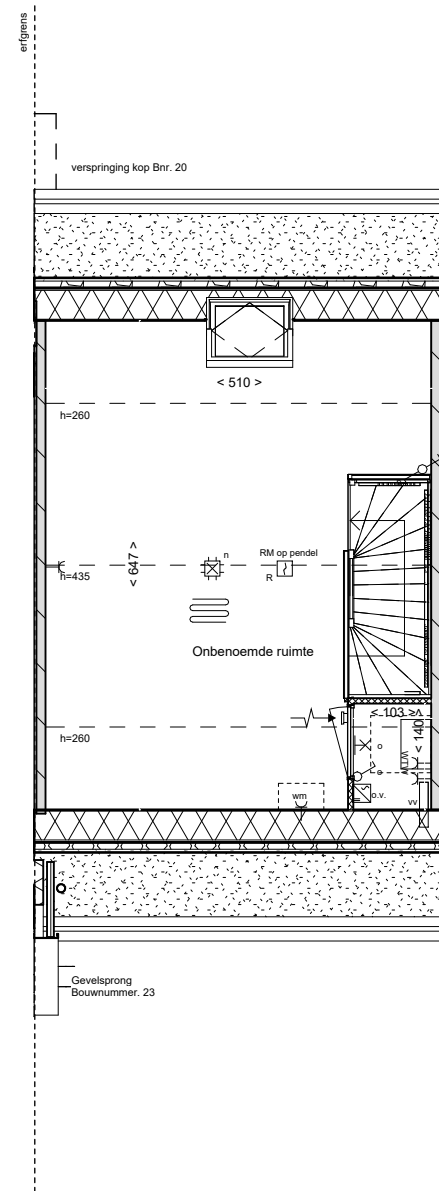 erfgrens
verspringing kop Bnr. 20
< 510 >
h=260
< 647 >
n
RM op pendel
R
h=435
Onbenoemde ruimte
< 103 >
< 140 >
h=260
WTW
o
o
wm
o.v.
vv
Gevelsprong
Bouwnummer. 23